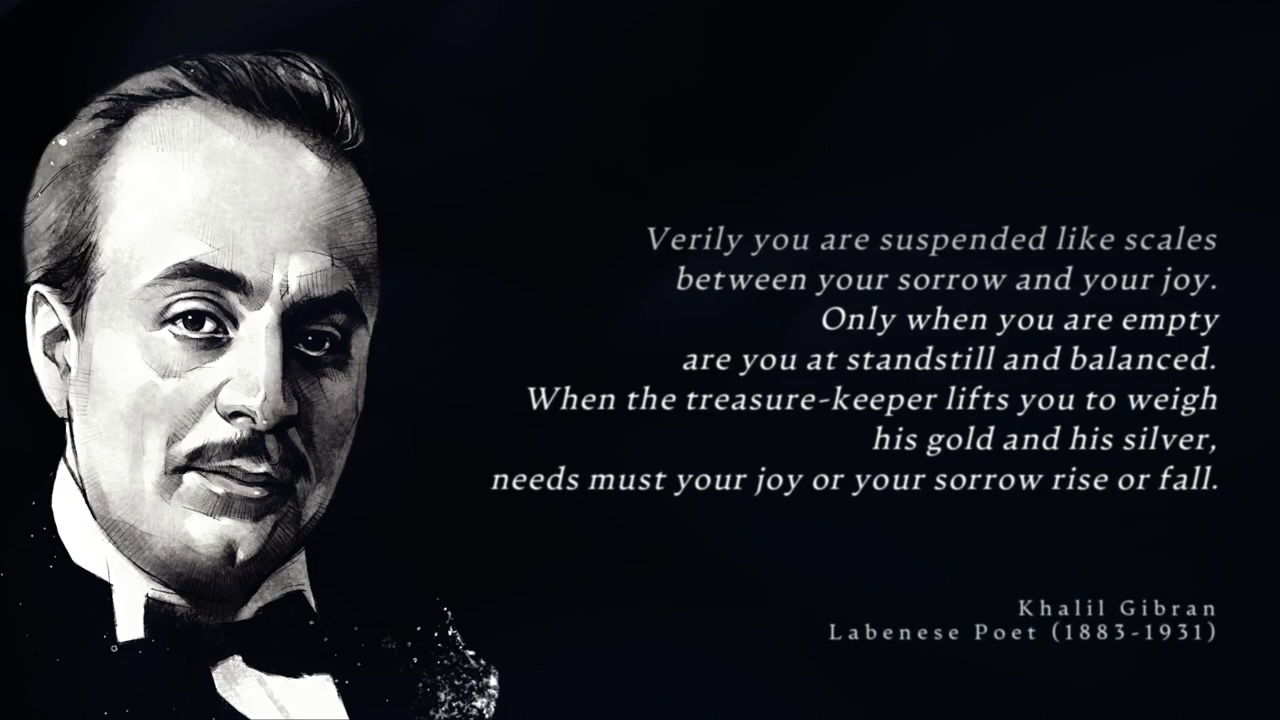 Verily you are suspended like scales
between your sorrow and your joy.
Only when you are empty
are you at standstill and balanced.
When the treasure-keeper lifts you to weigh
his gold and his silver,
needs must your joy or your sorrow rise or fall.
Khalil Gibran
Labenese Poet (1883-1931)